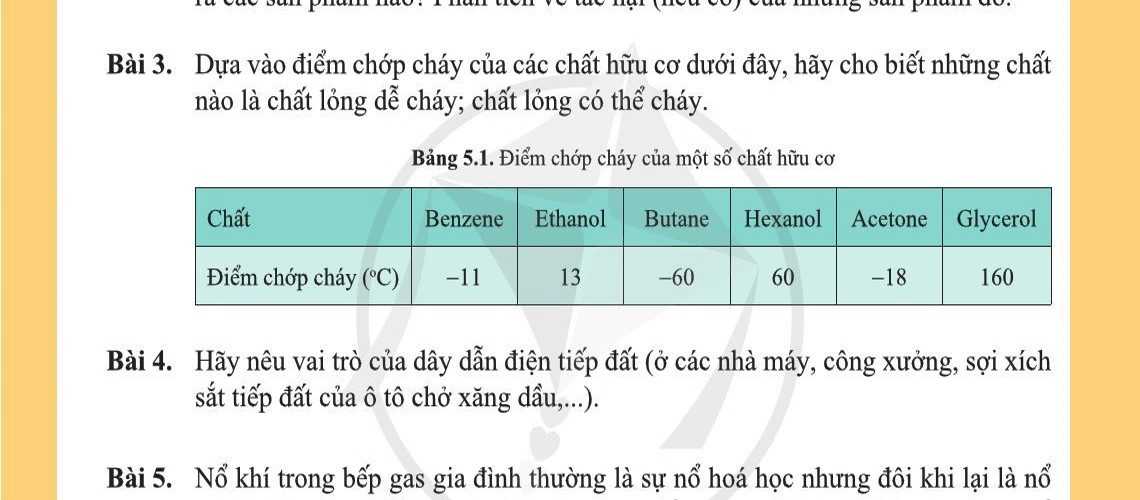 Bài 3. Dựa vào điểm chớp cháy của các chất hữu cơ dưới đây, hãy cho biết những chất
nào là chất lỏng dễ cháy; chất lỏng có thể cháy.
Bảng 5.1. Điểm chớp cháy của một số chất hữu cơ
Chất Benzene Ethanol Butane Hexanol Acetone Glycerol
Điểm chớp cháy (°C) –11 13 –60 60 –18 160
Bài 4. Hãy nêu vai trò của dây dẫn điện tiếp đất (ở các nhà máy, công xưởng, sợi xích
sắt tiếp đất của ô tô chở xăng dầu,...).
Bài 5. Nổ khí trong bếp gas gia đình thường là sự nổ hoá học nhưng đôi khi lại là nổ